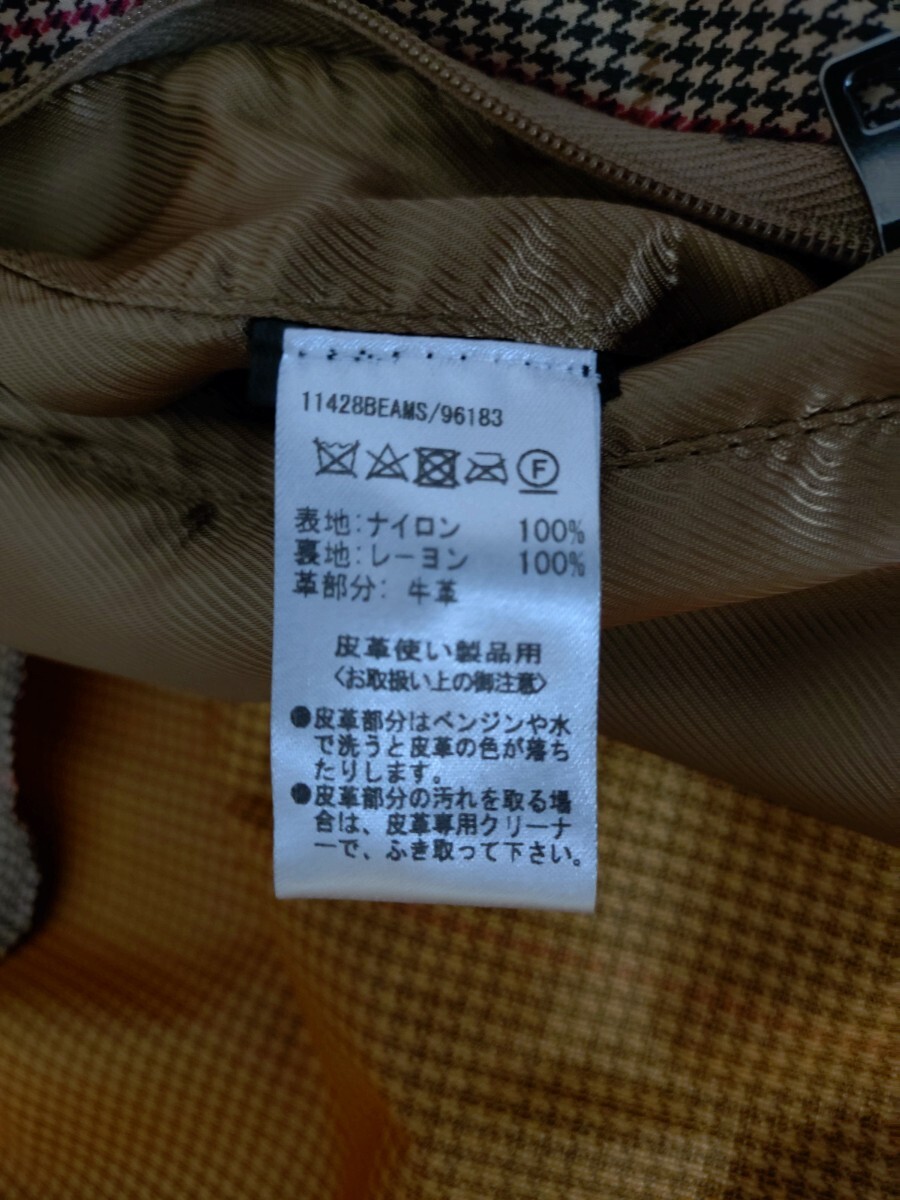 11428BEAMS/96183
F
表地:ナイロン 100%
裏地:レーヨン 100%
革部分: 牛革
皮革使い製品用
〈お取扱い上の御注意〉
●皮革部分はベンジンや水
で洗うと皮革の色が落ち
たりします。
●皮革部分の汚れを取る場
合は、皮革専用クリーナ
ーで、ふき取って下さい。